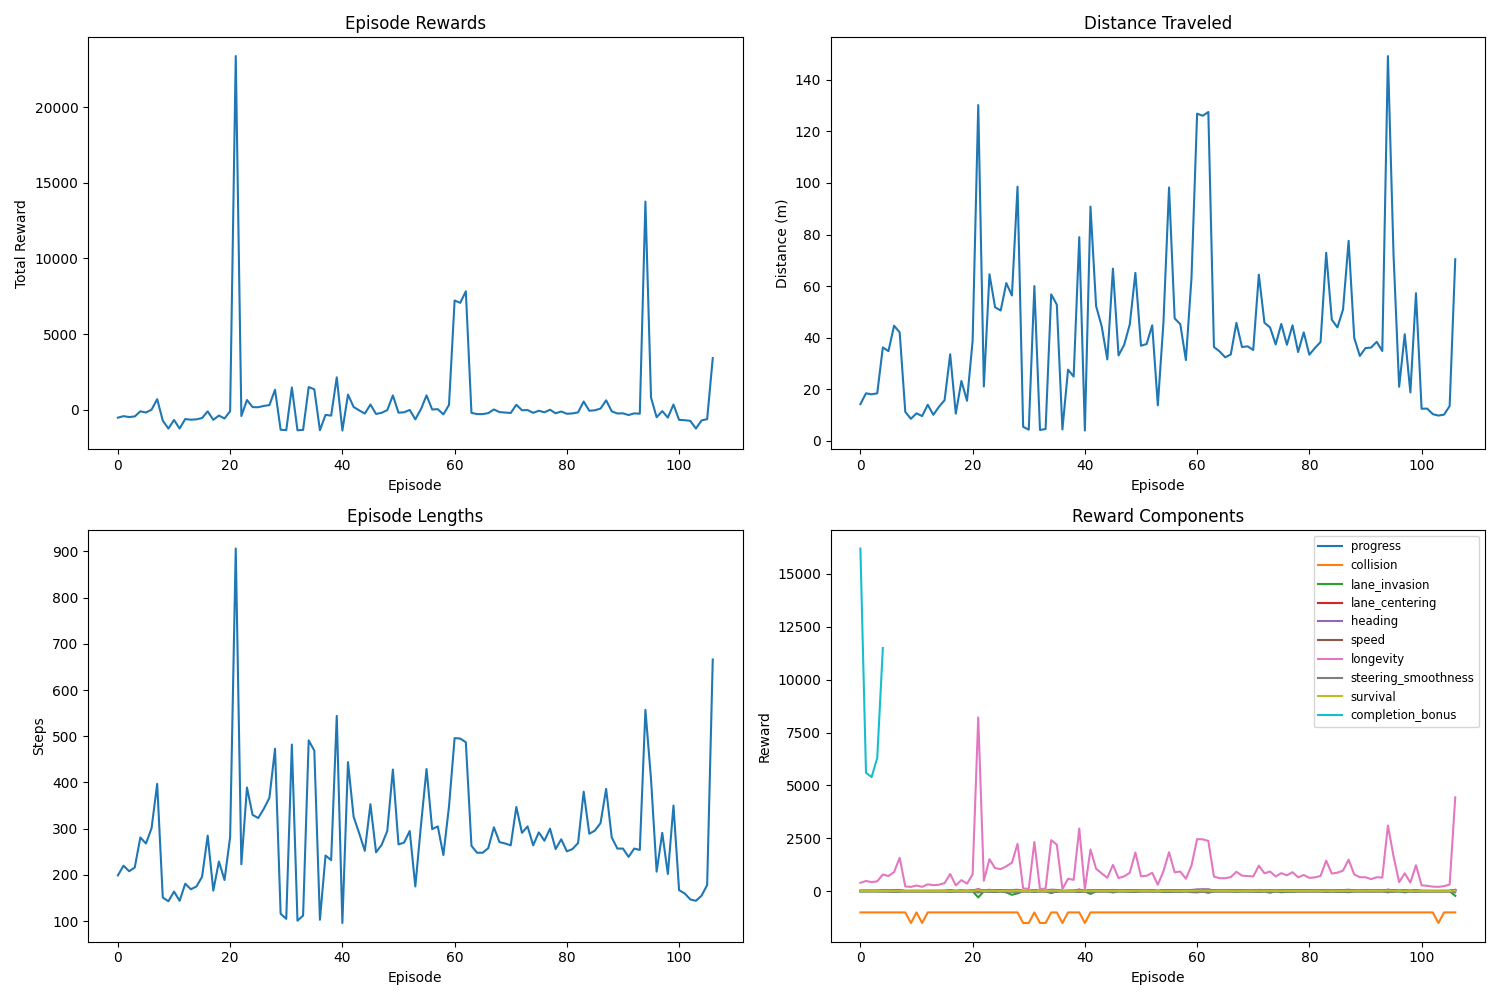 Episode Rewards
Total Reward
20000
15000
10000
5000
0
0 20 40 60 80 100
Episode
Distance Traveled
Distance (m)
140
120
100
80
60
40
20
0
0 20 40 60 80 100
Episode
Episode Lengths
Steps
900
800
700
600
500
400
300
200
100
0 20 40 60 80 100
Episode
Reward Components
Reward
15000
12500
10000
7500
5000
2500
0
0 20 40 60 80 100
Episode
progress
collision
lane_invasion
lane_centering
heading
speed
longevity
steering_smoothness
survival
completion_bonus